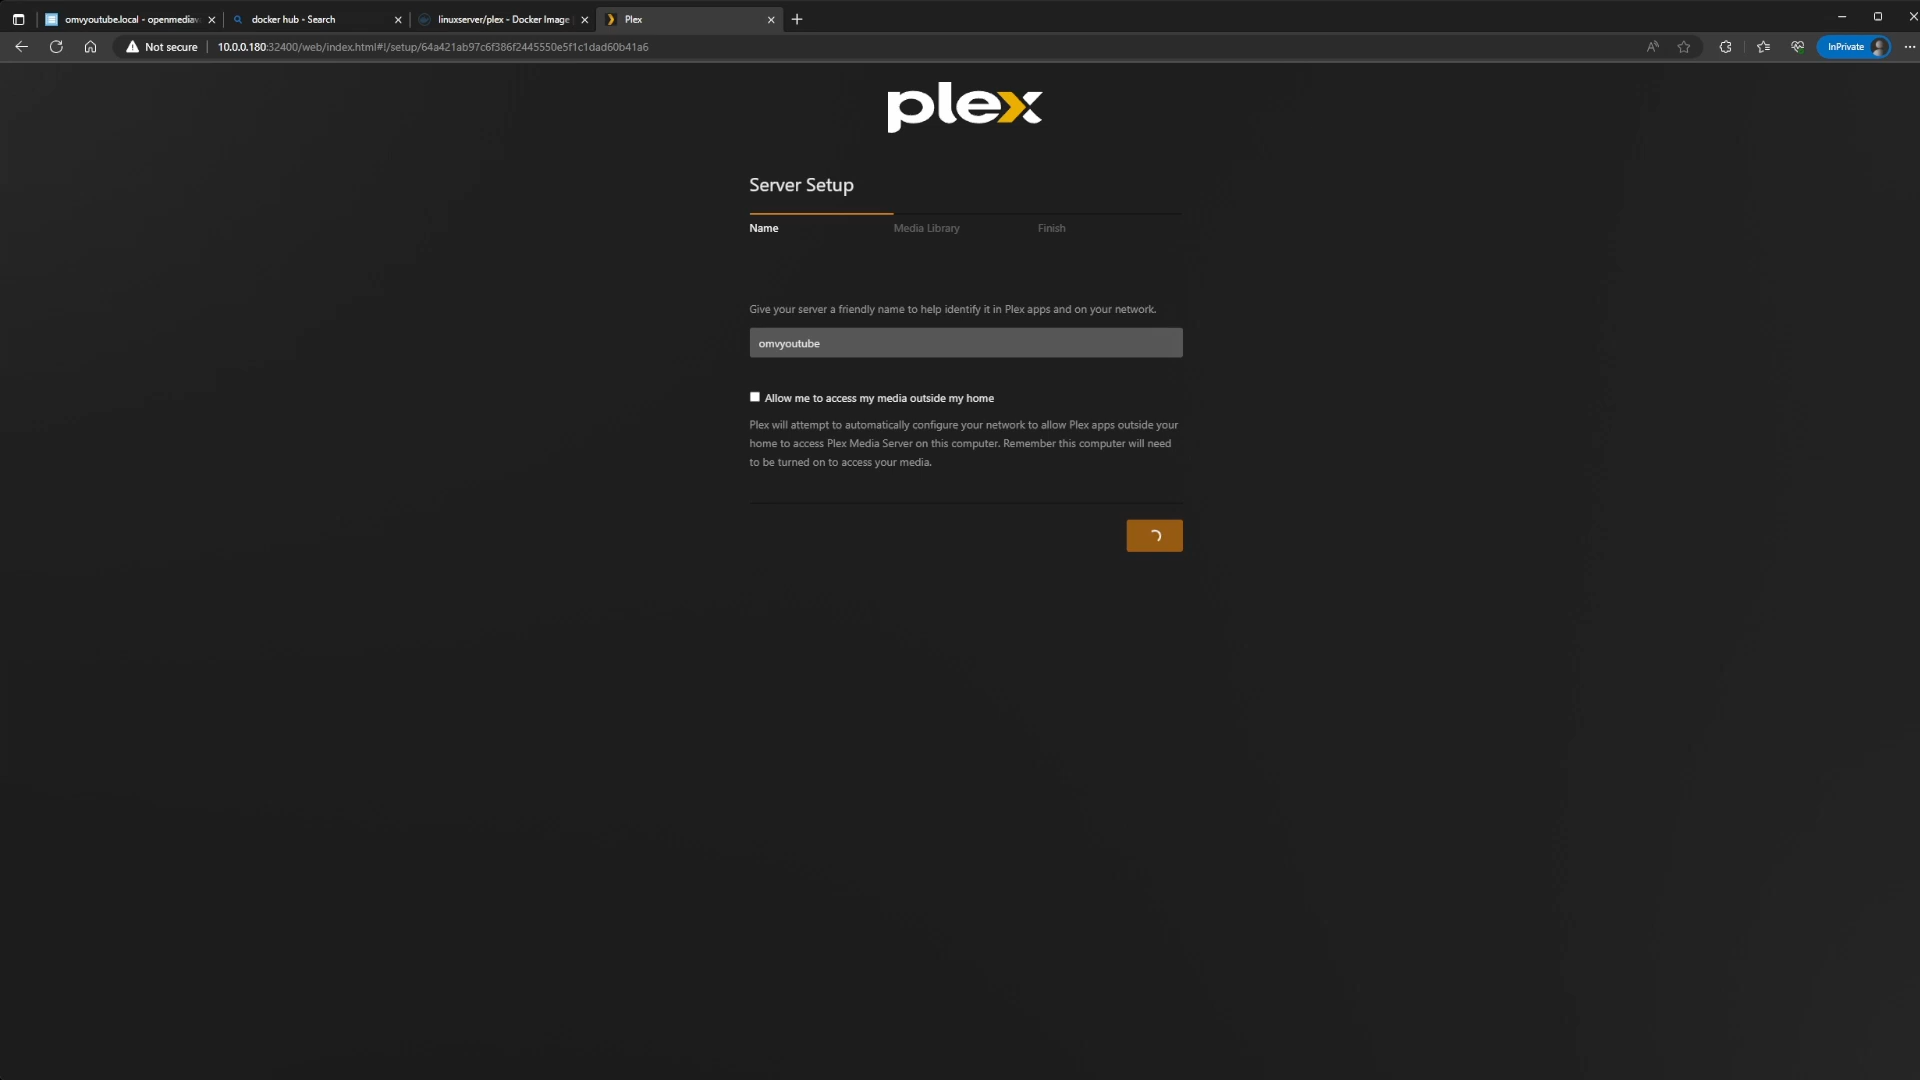 omvyoutube.local - openmediav
docker hub - Search
linuxserver/plex - Docker Image
Plex
Not secure
10.0.0.180:32400/web/index.html#!/setup/64a421ab97c6f386f2445550e5f1c1dad60b41a6
InPrivate
plex
Server Setup
Name
Media Library
Finish
Give your server a friendly name to help identify it in Plex apps and on your network.
omvyoutube
Allow me to access my media outside my home
Plex will attempt to automatically configure your network to allow Plex apps outside your
home to access Plex Media Server on this computer. Remember this computer will need
to be turned on to access your media.